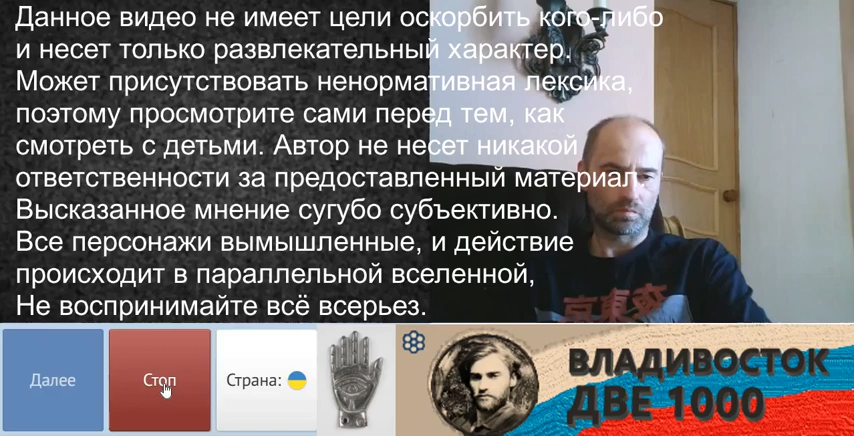 Данное видео не имеет цели оскорбить кого-либо
и несет только развлекательный характер.
Может присутствовать ненормативная лексика,
поэтому просмотрите сами перед тем, как
смотреть с детьми. Автор не несет никакой
ответственности за предоставленный материал.
Высказанное мнение сугубо субъективно.
Все персонажи вымышленные, и действие
происходит в параллельной вселенной,
Не воспринимайте всё всерьез.
Далее
Стоп
Страна:
ВЛАДИВОСТОК
ДВЕ 1000